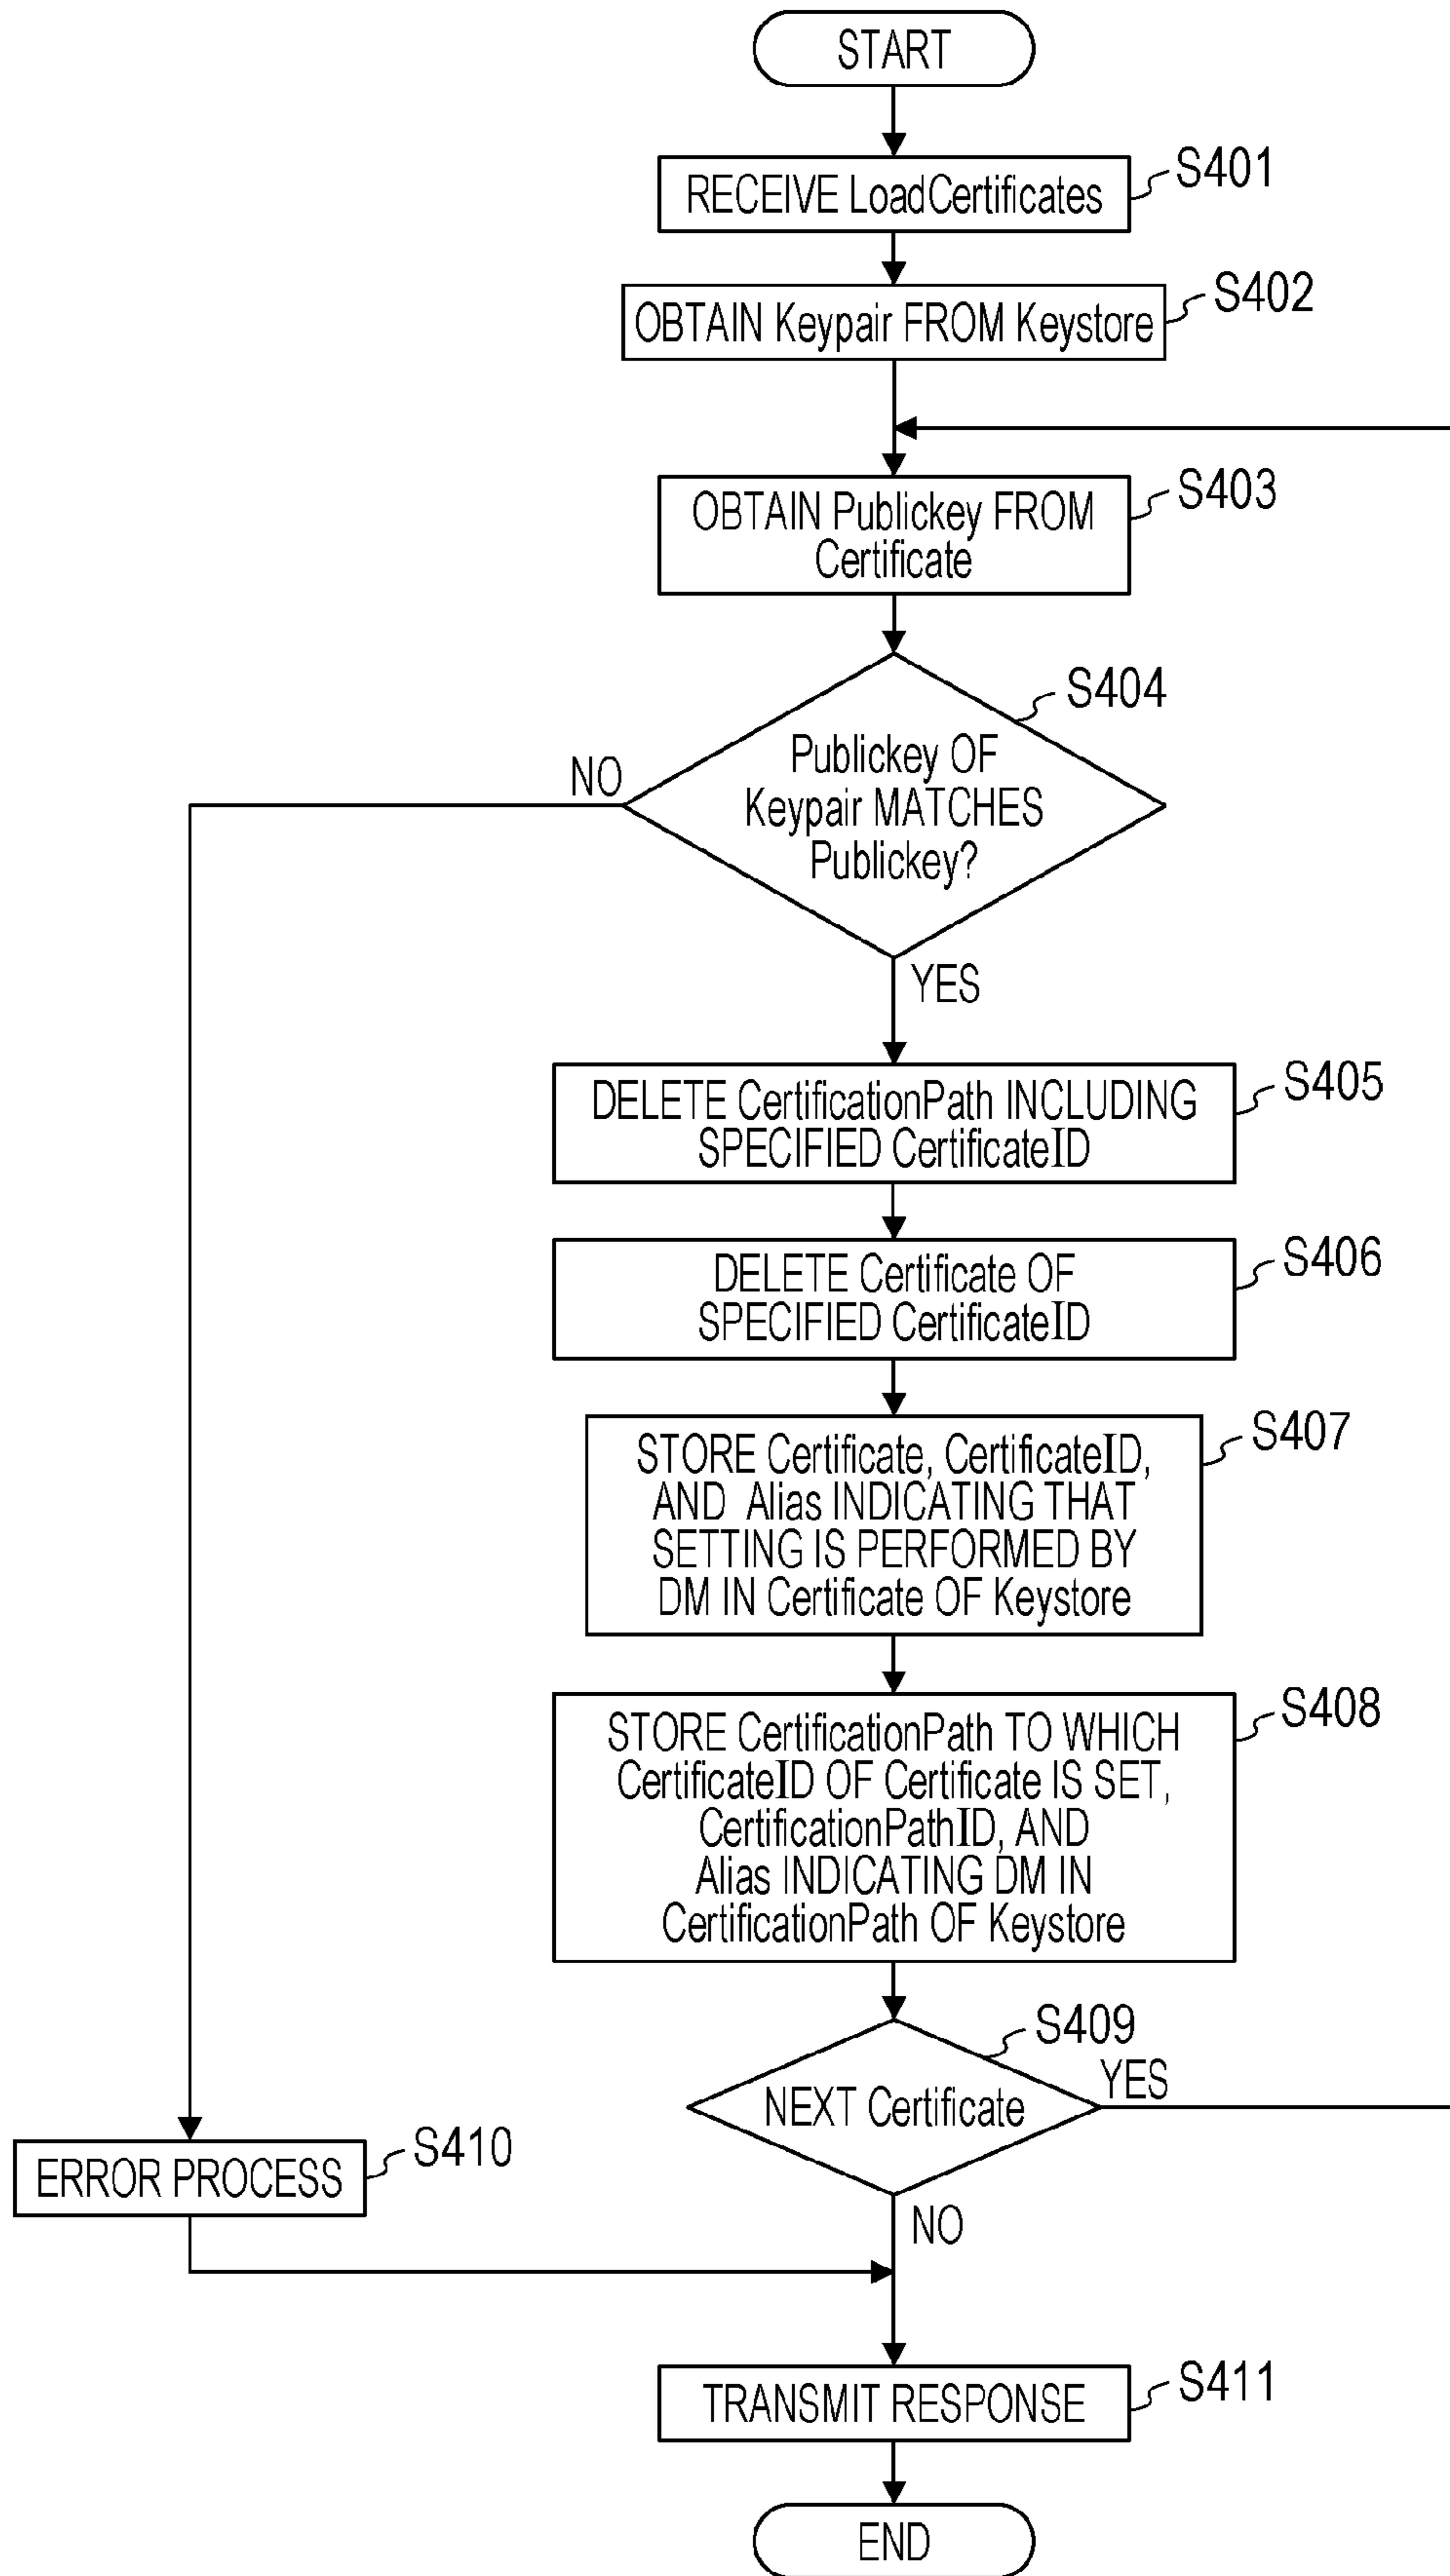 START
S401
RECEIVE LoadCertificates
S402
OBTAIN Keypair FROM Keystore
S403
OBTAIN Publickey FROM
Certificate
S404
Publickey OF
Keypair MATCHES
Publickey?
NO
YES
S405
DELETE CertificationPath INCLUDING
SPECIFIED CertificateID
S406
DELETE Certificate OF
SPECIFIED CertificateID
S407
STORE Certificate, CertificateID,
AND Alias INDICATING THAT
SETTING IS PERFORMED BY
DM IN Certificate OF Keystore
S408
STORE CertificationPath TO WHICH
CertificateID OF Certificate IS SET,
CertificationPathID, AND
Alias INDICATING DM IN
CertificationPath OF Keystore
S409
NEXT Certificate
YES
NO
S410
ERROR PROCESS
S411
TRANSMIT RESPONSE
END